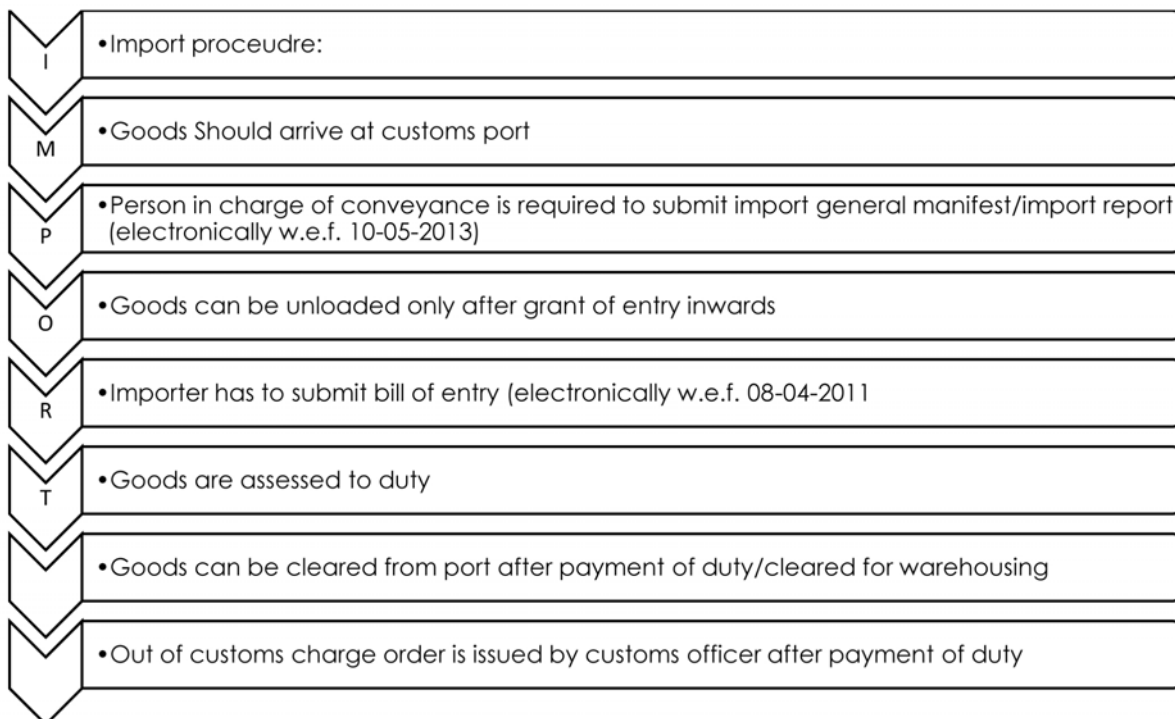 I
•Import proceudre:
M
•Goods Should arrive at customs port
P
•Person in charge of conveyance is required to submit import general manifest/import report
(electronically w.e.f. 10-05-2013)
O
•Goods can be unloaded only after grant of entry inwards
R
•Importer has to submit bill of entry (electronically w.e.f. 08-04-2011
T
•Goods are assessed to duty
•Goods can be cleared from port after payment of duty/cleared for warehousing
•Out of customs charge order is issued by customs officer after payment of duty